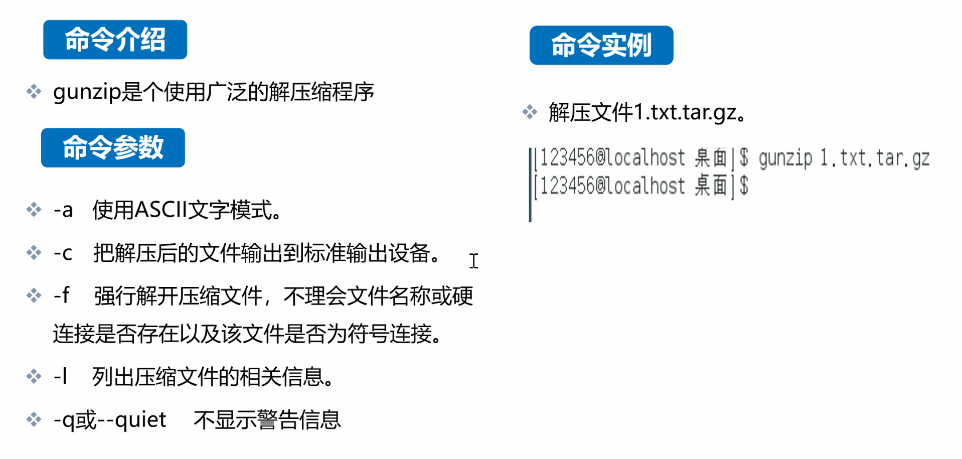 命令介绍
gunzip是个使用广泛的解压缩程序
命令参数
-a 使用ASCII文字模式。
-c 把解压后的文件输出到标准输出设备。
-f 强行解开压缩文件，不理会文件名称或硬
连接是否存在以及该文件是否为符号连接。
-l 列出压缩文件的相关信息。
-q或--quiet 不显示警告信息
命令实例
解压文件1.txt.tar.gz。
[123456@localhost 桌面]$ gunzip 1.txt.tar.gz
[123456@localhost 桌面]$